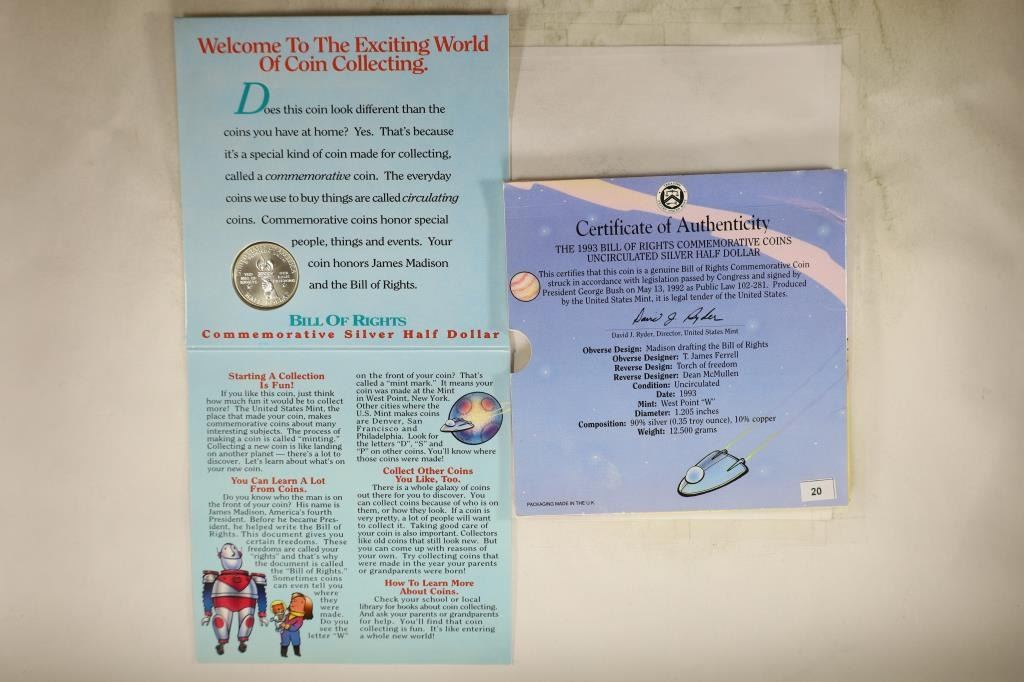 Welcome To The Exciting World
Of Coin Collecting.
Does this coin look different than the
coins you have at home? Yes. That's because
it's a special kind of coin made for collecting,
called a commemorative coin. The everyday
coins we use to buy things are called circulating
coins. Commemorative coins honor special
people, things and events. Your
coin honors James Madison
and the Bill of Rights.
BILL OF RIGHTS
Commemorative Silver Half Dollar
Starting A Collection
Is Fun!
If you like this coin, just think
how much fun it would be to collect
more! The United States Mint, the
place that made your coin, makes
commemorative coins about many
interesting subjects. The process of
making a coin is called "minting."
Collecting a new coin is like landing
on another planet — there's a lot to
discover. Let's learn about what's on
your new coin.
You Can Learn A Lot
From Coins.
Do you know who the man is on
the front of your coin? His name is
James Madison, America's fourth
President. Before he became Pres-
ident, he helped write the Bill of
Rights. This document gives you
certain freedoms. These
freedoms are called your
"rights" and that's why
the document is called
the "Bill of Rights."
Sometimes coins
can even tell you
where
they
were
made.
Do you
see the
letter "W"
on the front of your coin? That's
called a "mint mark." It means your
coin was made at the Mint
in West Point, New York.
Other cities where the
U.S. Mint makes coins
are Denver, San
Francisco and
Philadelphia. Look for
the letters "D", "S" and
"P" on other coins. You'll know where
those coins were made!
Collect Other Coins
You Like, Too.
There is a whole galaxy of coins
out there for you to discover. You
can collect coins because of who is on
them, or how they look. If a coin is
very pretty, a lot of people will want
to collect it. Taking good care of
your coin is also important. Collectors
like old coins that still look new. But
you can come up with reasons of
your own. Try collecting coins that
were made in the year your parents
or grandparents were born!
How To Learn More
About Coins.
Check your school or local
library for books about coin collecting.
And ask your parents or grandparents
for help. You'll find that coin
collecting is fun. It's like entering
a whole new world!
Certificate of Authenticity
THE 1993 BILL OF RIGHTS COMMEMORATIVE COINS
UNCIRCULATED SILVER HALF DOLLAR
This certifies that this coin is a genuine Bill of Rights Commemorative Coin
struck in accordance with legislation passed by Congress and signed by
President George Bush on May 13, 1992 as Public Law 102-281. Produced
by the United States Mint, it is legal tender of the United States.
David J. Ryder
David J. Ryder, Director, United States Mint
Obverse Design: Madison drafting the Bill of Rights
Obverse Designer: T. James Ferrell
Reverse Design: Torch of freedom
Reverse Designer: Dean McMullen
Condition: Uncirculated
Date: 1993
Mint: West Point "W"
Diameter: 1.205 inches
Composition: 90% silver (0.35 troy ounce), 10% copper
Weight: 12.500 grams
PACKAGING MADE IN THE U.K.
20